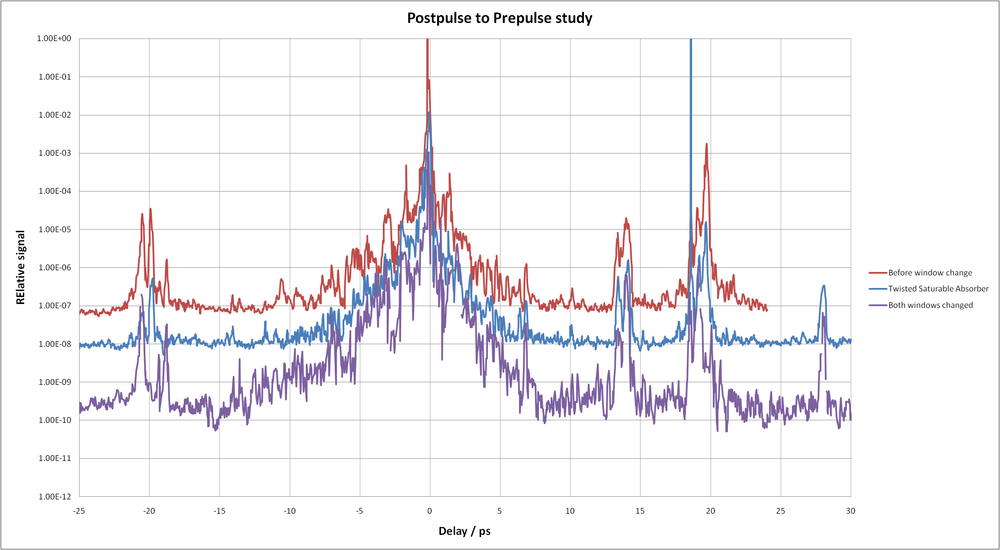 Postpulse to Prepulse study
1.00E+00
1.00E-01
1.00E-02
1.00E-03
1.00E-04
1.00E-05
1.00E-06
1.00E-07
1.00E-08
1.00E-09
1.00E-10
1.00E-11
1.00E-12
RElative signal
-25 -20 -15 -10 -5 0 5 10 15 20 25 30
Delay / ps
Before window change
Twisted Saturable Absorber
Both windows changed